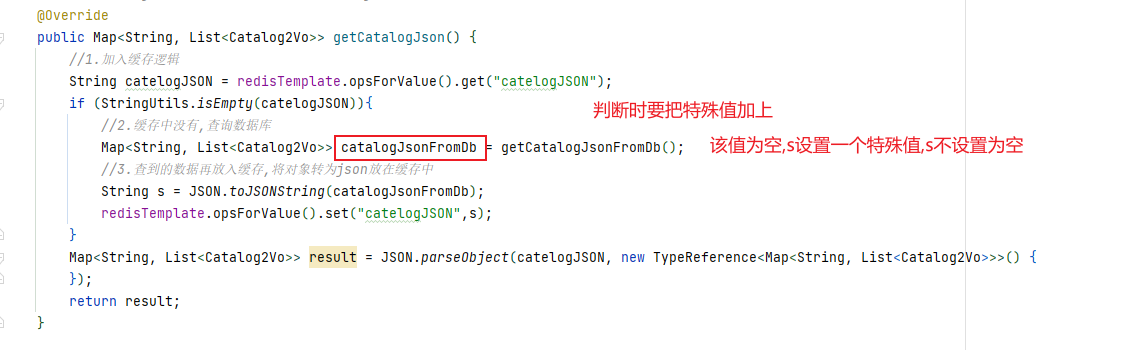 @Override
public Map<String, List<Catalog2Vo>> getCatalogJson() {
//1.加入缓存逻辑
String catelogJSON = redisTemplate.opsForValue().get("catelogJSON");
if (StringUtils.isEmpty(catelogJSON)){
判断时要把特殊值加上
//2.缓存中没有,查询数据库
Map<String, List<Catalog2Vo>> catalogJsonFromDb = getCatalogJsonFromDb();
该值为空,s设置一个特殊值,s不设置为空
//3.查到的数据再放入缓存,将对象转为json放在缓存中
String s = JSON.toJSONString(catalogJsonFromDb);
redisTemplate.opsForValue().set("catelogJSON",s);
}
Map<String, List<Catalog2Vo>> result = JSON.parseObject(catelogJSON, new TypeReference<Map<String, List<Catalog2Vo>>>() {
});
return result;
}